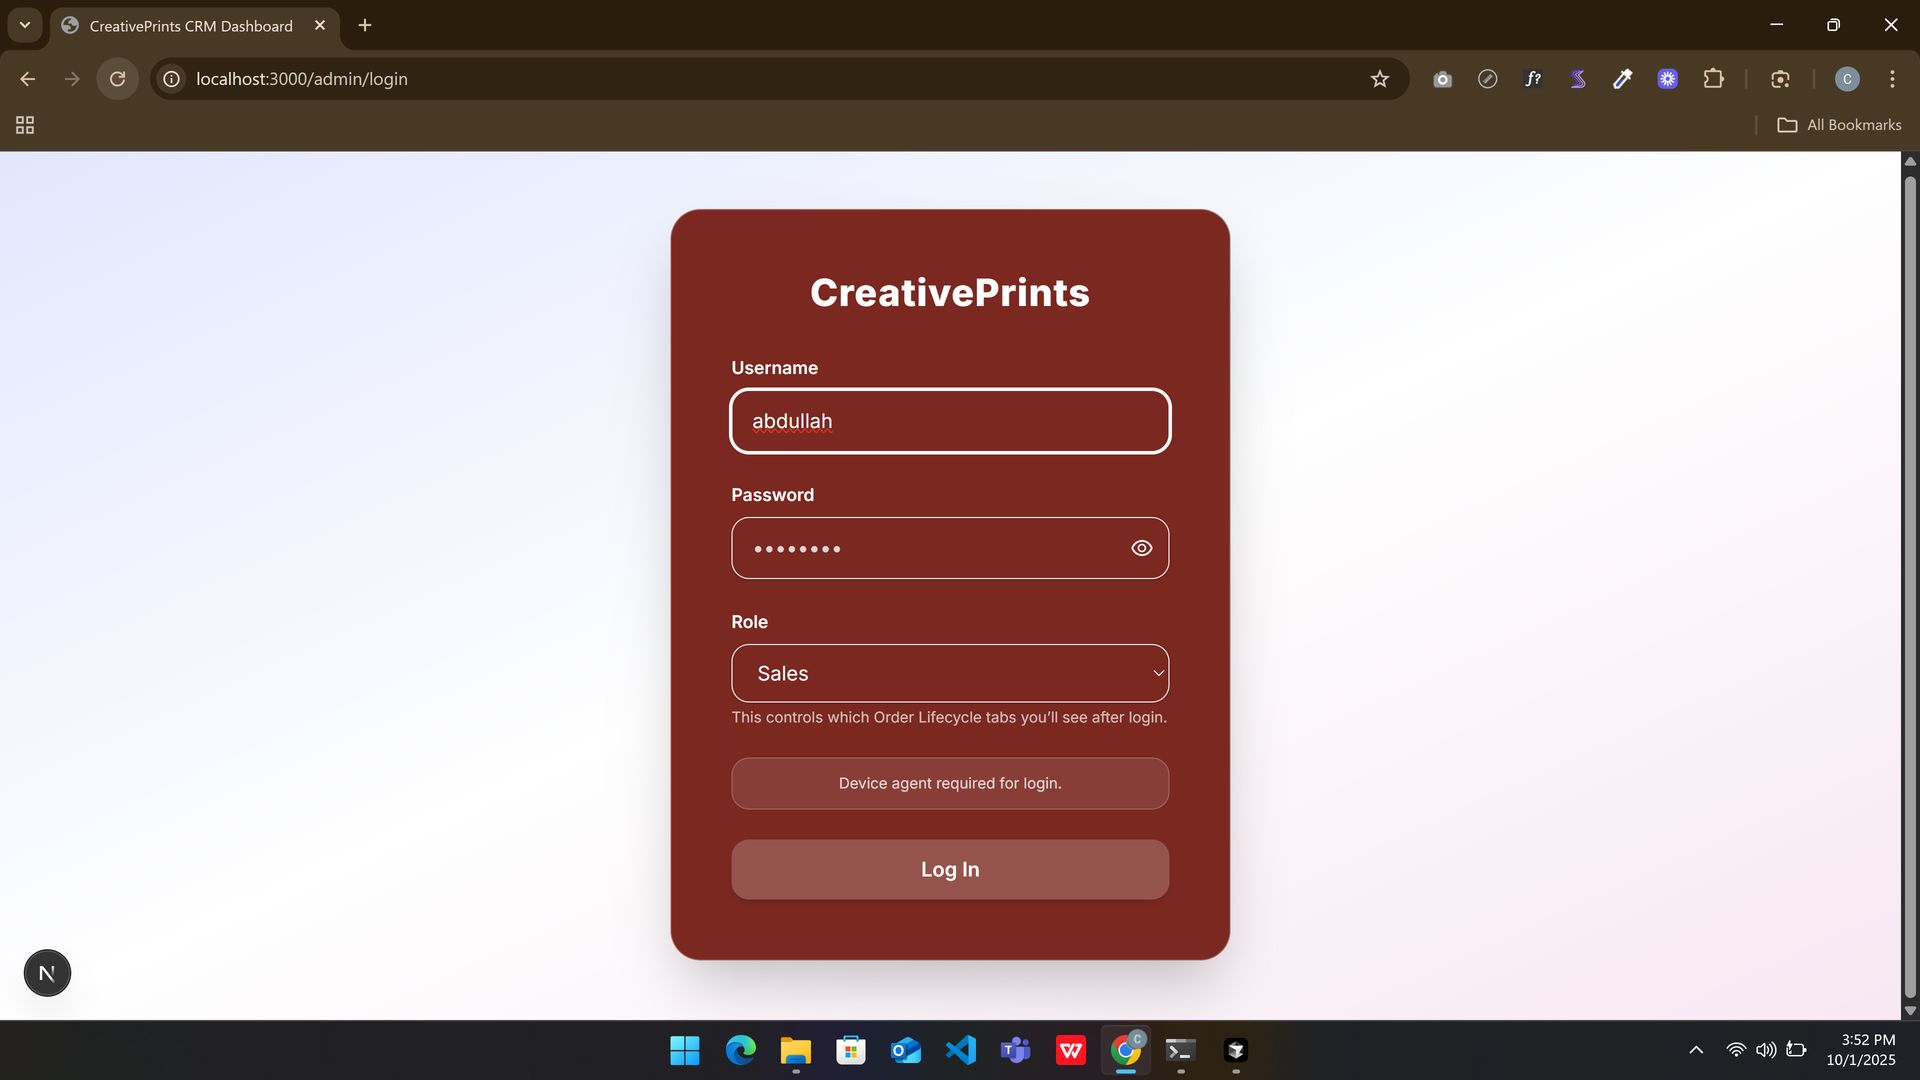 CreativePrints CRM Dashboard
localhost:3000/admin/login
f?
C
All Bookmarks
CreativePrints
Username
abdullah
Password
Role
Sales
This controls which Order Lifecycle tabs you’ll see after login.
Device agent required for login.
Log In
N
C
3:52 PM
10/1/2025